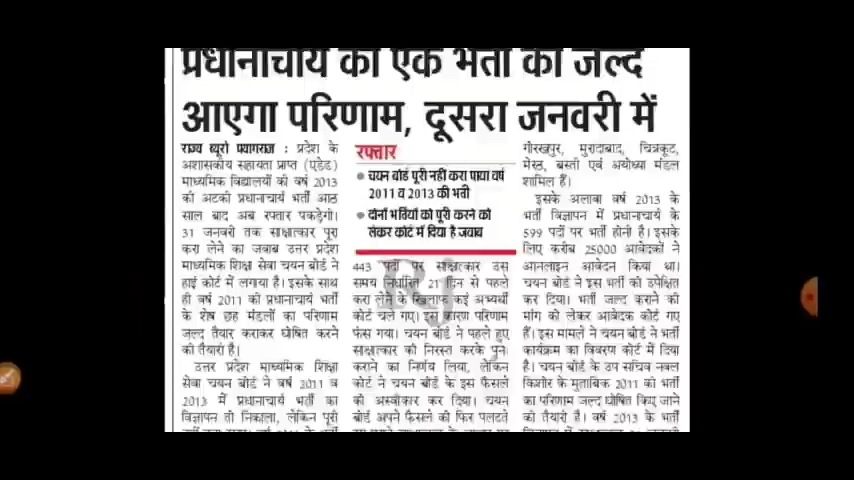 प्रधानाचार्य की एक भर्ती का जल्द
आएगा परिणाम, दूसरा जनवरी में
राज्य ब्यूरो प्रयागराज : प्रदेश के
अशासकीय सहायता प्राप्त (एडेड)
माध्यमिक विद्यालयों की वर्ष 2013
की अटकी प्रधानाचार्य भर्ती आठ
साल बाद अब रफ्तार पकड़ेगी।
31 जनवरी तक साक्षात्कार पूरा
करा लेने का जवाब उत्तर प्रदेश
माध्यमिक शिक्षा सेवा चयन बोर्ड ने
हाई कोर्ट में लगाया है। इसके साथ
ही वर्ष 2011 की प्रधानाचार्य भर्ती
के शेष छह मंडलों का परिणाम
जल्द तैयार कराकर घोषित करने
की तैयारी है।
उत्तर प्रदेश माध्यमिक शिक्षा
सेवा चयन बोर्ड ने वर्ष 2011 व
2013 में प्रधानाचार्य भर्ती का
विज्ञापन तो निकाला, लेकिन पूरी
रफ्तार
● चयन बोर्ड पूरी नहीं करा पाया वर्ष
2011 व 2013 की भर्ती
● दोनों भर्तियों को पूरी करने को
लेकर कोर्ट में दिया है जवाब
443 पदों पर साक्षात्कार उस
समय निर्धारित 21 दिन से पहले
करा लेने के खिलाफ कई अभ्यर्थी
कोर्ट चले गए। इस कारण परिणाम
फंस गया। चयन बोर्ड ने पहले हुए
साक्षात्कार को निरस्त करके पुनः
कराने का निर्णय लिया, लेकिन
कोर्ट ने चयन बोर्ड के इस फैसले
को अस्वीकार कर दिया। चयन
बोर्ड अपने फैसले की फिर पलटते
गोरखपुर, मुरादाबाद, चित्रकूट,
मेरठ, बस्ती एवं अयोध्या मंडल
शामिल हैं।
इसके अलावा वर्ष 2013 के
भर्ती विज्ञापन में प्रधानाचार्य के
599 पदों पर भर्ती होनी है। इसके
लिए करीब 25000 आवेदकों ने
आनलाइन आवेदन किया था।
चयन बोर्ड ने इस भर्ती को उपेक्षित
कर दिया। भर्ती जल्द कराने की
मांग को लेकर आवेदक कोर्ट गए
हैं। इस मामले ने चयन बोर्ड ने भर्ती
कार्यक्रम का विवरण कोर्ट में दिया
है। चयन बोर्ड के उप सचिव नवल
किशोर के मुताबिक 2011 की भर्ती
का परिणाम जल्द घोषित किए जाने
की तैयारी है। वर्ष 2013 के भर्ती